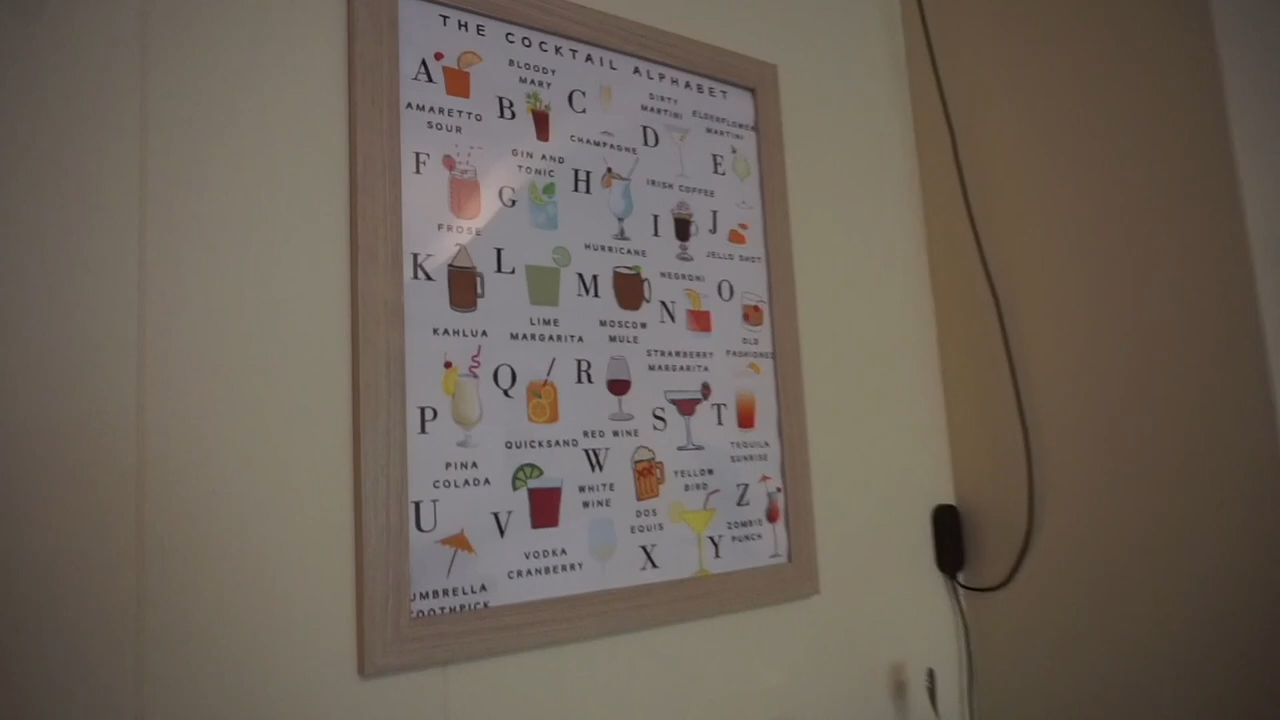 THE COCKTAIL ALPHABET
A
AMARETTO
SOUR
BLOODY
MARY
B
C
CHAMPAGNE
DIRTY
MARTINI
D
ELDERFLOWER
MARTINI
E
F
FROSE
GIN AND
TONIC
G
H
HURRICANE
IRISH COFFEE
I
J
JELLO SHOT
K
KAHLUA
L
LIME
MARGARITA
M
MOSCOW
MULE
NEGRONI
N
O
OLD
FASHIONED
P
PINA
COLADA
Q
QUICKSAND
R
RED WINE
STRAWBERRY
MARGARITA
S
T
TEQUILA
SUNRISE
U
UMBRELLA
TOOTHPICK
V
VODKA
CRANBERRY
W
WHITE
WINE
DOS
EQUIS
X
YELLOW
BIRD
Y
Z
ZOMBIE
PUNCH